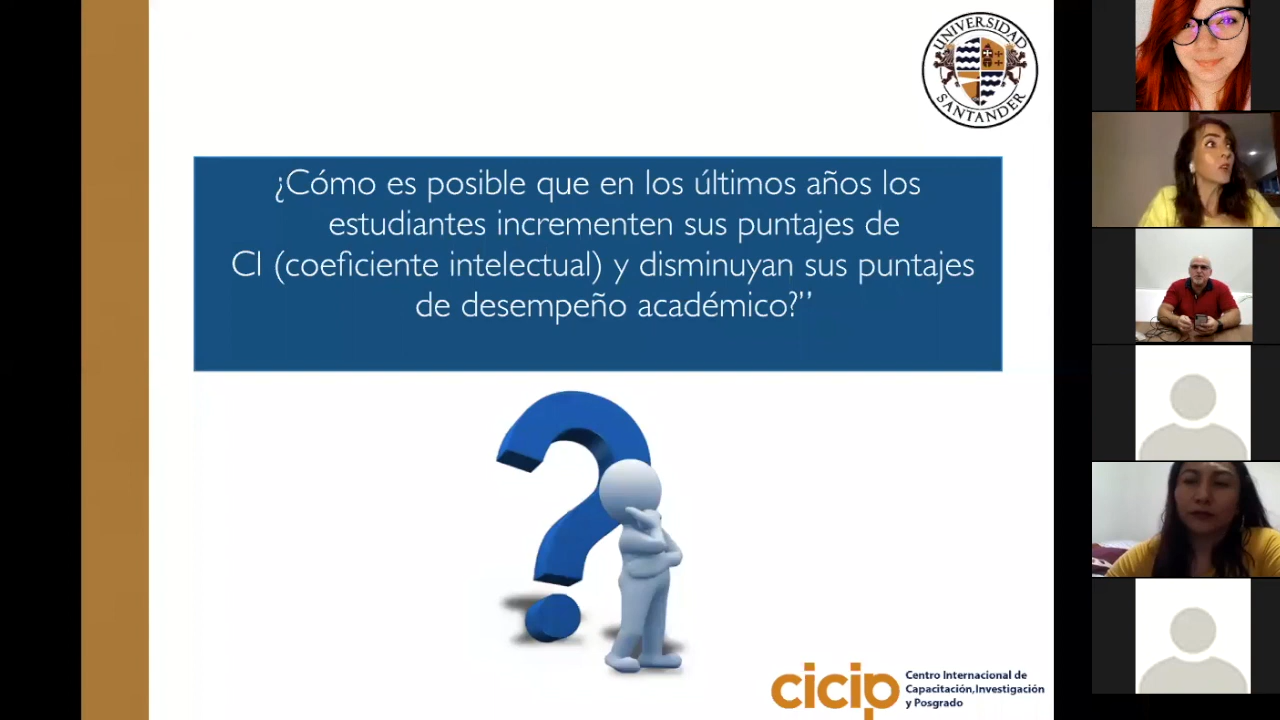 UNIVERSIDAD
SANTANDER
¿Cómo es posible que en los últimos años los
estudiantes incrementen sus puntajes de
CI (coeficiente intelectual) y disminuyan sus puntajes
de desempeño académico?”
cicip
Centro Internacional de
Capacitación,Investigación
y Posgrado